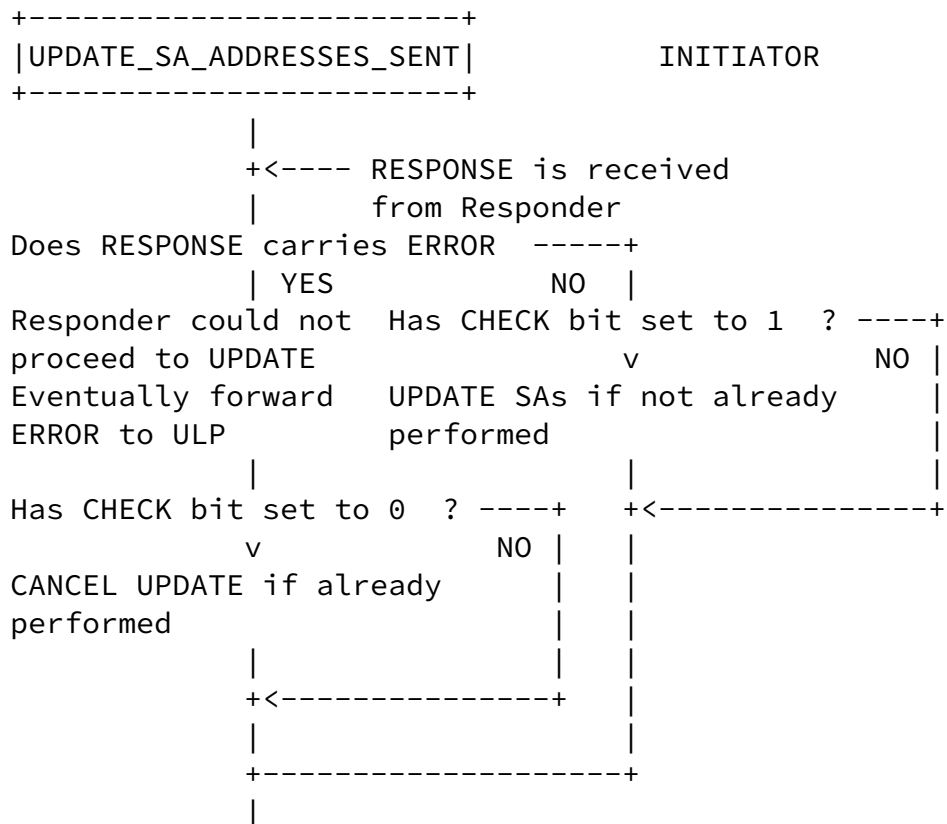 +------------------------+
|UPDATE_SA_ADDRESSES_SENT|          INITIATOR
+------------------------+
             |
             +<---- RESPONSE is received
             |      from Responder
Does RESPONSE carries ERROR  -----+
             | YES           NO   |
Responder could not  Has CHECK bit set to 1  ? ----+
proceed to UPDATE                 v             NO |
Eventually forward   UPDATE SAs if not already     |
ERROR to ULP         performed                     |
             |                    |                |
Has CHECK bit set to 0  ? ----+   +<---------------+
             v             NO |   |
CANCEL UPDATE if already      |   |
performed                     |   |
             |                |   |
             +<---------------+   |
             |                    |
             +--------------------+
             |